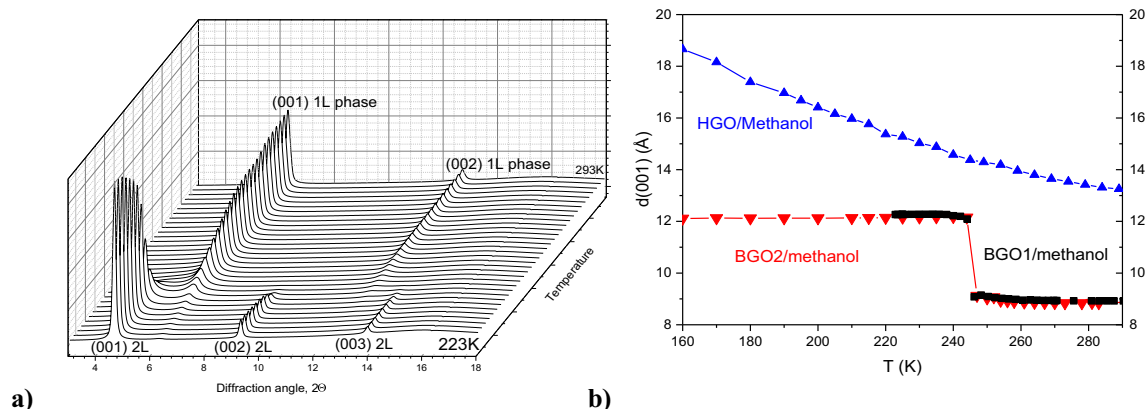 (001) 1L phase
(002) 1L phase
293K
Temperature
(001) 2L
(002) 2L
(003) 2L
223K
4 6 8 10 12 14 16 18
Diffraction angle, 2Θ
a)
20
18
16
14
12
10
8
d(001) (Å)
HGO/Methanol
BGO2/methanol
BGO1/methanol
20
18
16
14
12
10
8
160 180 200 220 240 260 280
T (K)
b)